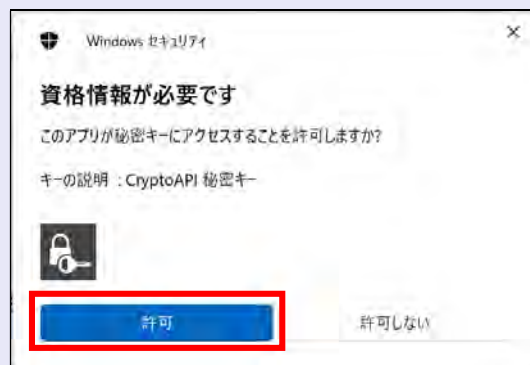 Windows セキュリティ
資格情報が必要です
このアプリが秘密キーにアクセスすることを許可しますか?
キーの説明 : CryptoAPI 秘密キー
許可
許可しない